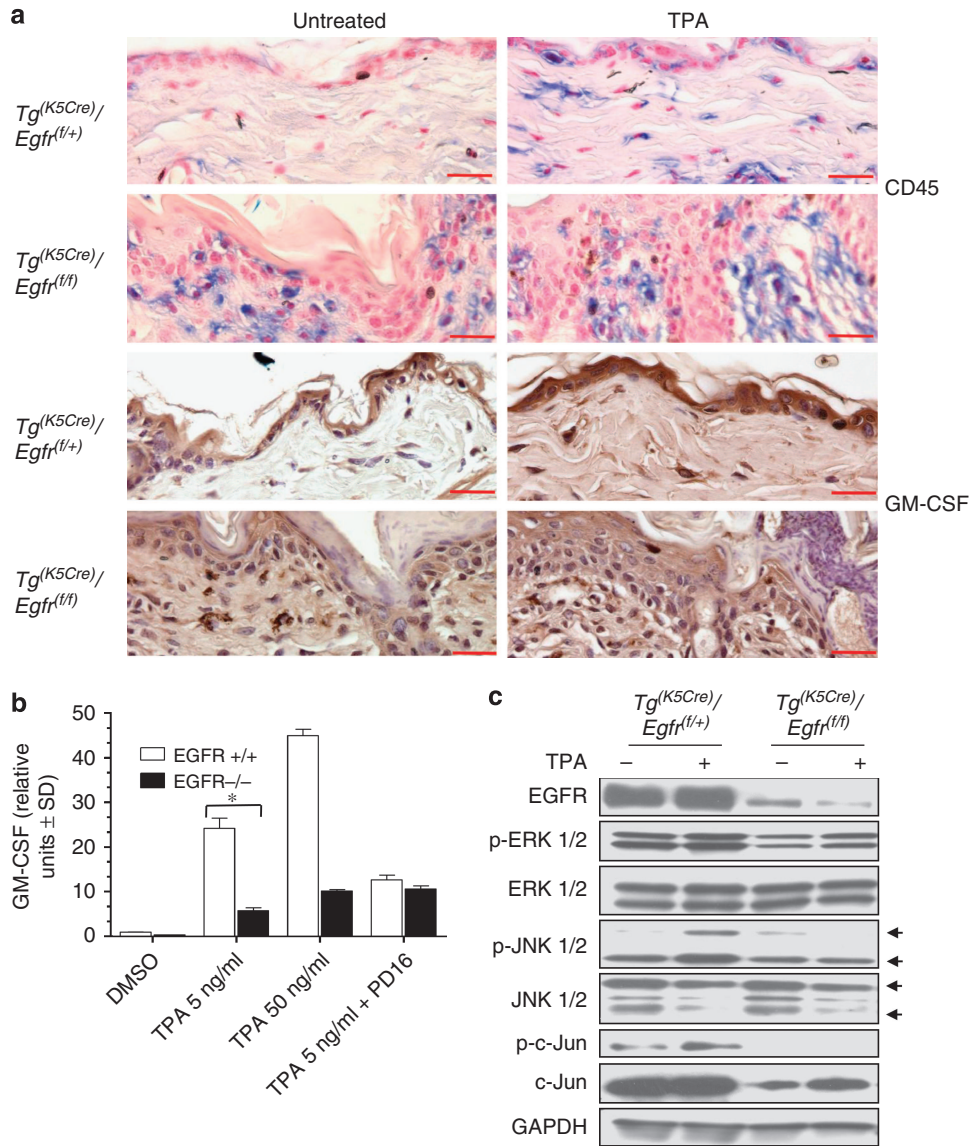 a
Untreated TPA
Tg(K5Cre)/
Egfr(f/+)
Tg(K5Cre)/
Egfr(f/f)
CD45
Tg(K5Cre)/
Egfr(f/+)
Tg(K5Cre)/
Egfr(f/f)
GM-CSF
b
GM-CSF (relative
units ± SD)
50
40
30
20
10
0
EGFR +/+
EGFR–/–
*
DMSO
TPA 5 ng/ml
TPA 50 ng/ml
TPA 5 ng/ml + PD16
c
Tg(K5Cre)/
Egfr(f/+)
Tg(K5Cre)/
Egfr(f/f)
TPA – + – +
EGFR
p-ERK 1/2
ERK 1/2
p-JNK 1/2
JNK 1/2
p-c-Jun
c-Jun
GAPDH